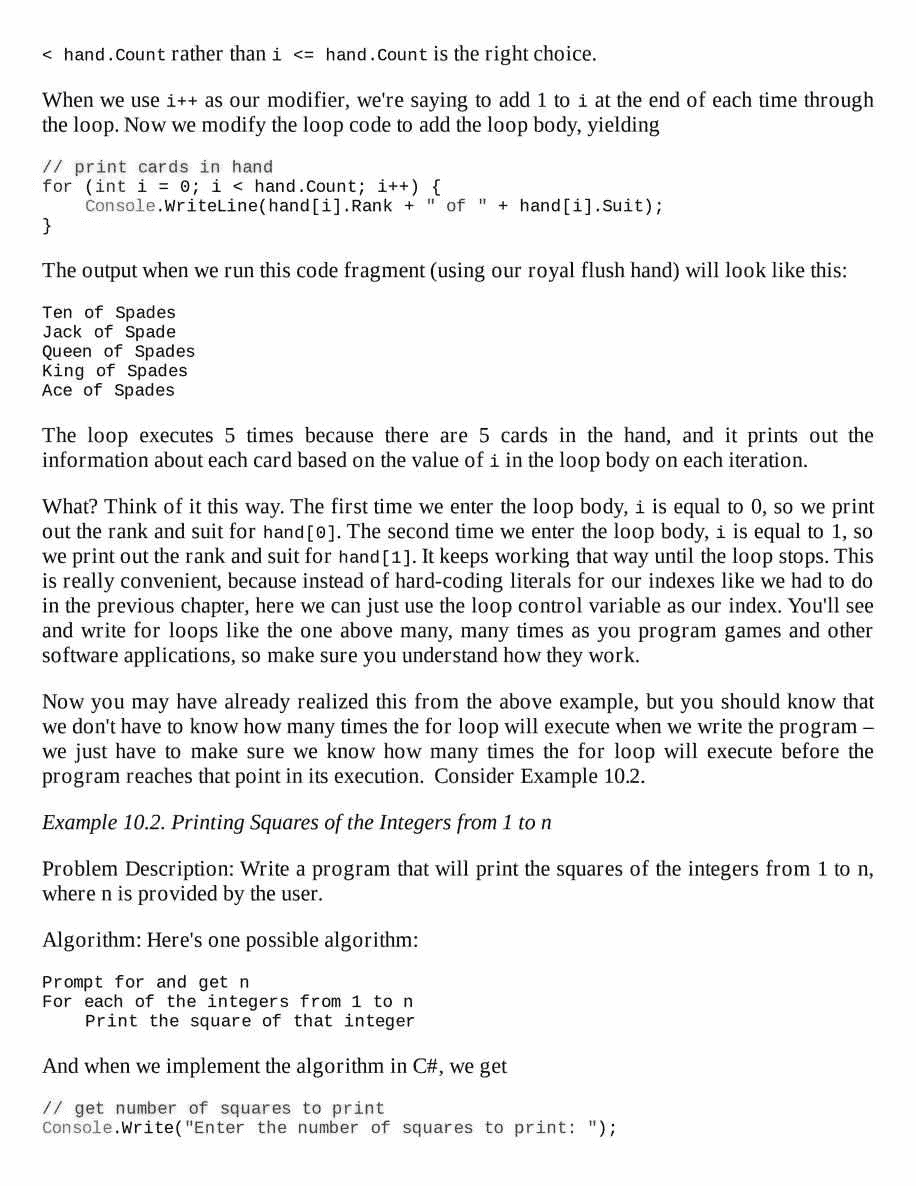 < hand.Count rather than i <= hand.Count is the right choice.
When we use i++ as our modifier, we're saying to add 1 to i at the end of each time through
the loop. Now we modify the loop code to add the loop body, yielding
// print cards in hand
for (int i = 0; i < hand.Count; i++) {
    Console.WriteLine(hand[i].Rank + " of " + hand[i].Suit);
}
The output when we run this code fragment (using our royal flush hand) will look like this:
Ten of Spades
Jack of Spade
Queen of Spades
King of Spades
Ace of Spades
The loop executes 5 times because there are 5 cards in the hand, and it prints out the
information about each card based on the value of i in the loop body on each iteration.
What? Think of it this way. The first time we enter the loop body, i is equal to 0, so we print
out the rank and suit for hand[0]. The second time we enter the loop body, i is equal to 1, so
we print out the rank and suit for hand[1]. It keeps working that way until the loop stops. This
is really convenient, because instead of hard-coding literals for our indexes like we had to do
in the previous chapter, here we can just use the loop control variable as our index. You'll see
and write for loops like the one above many, many times as you program games and other
software applications, so make sure you understand how they work.
Now you may have already realized this from the above example, but you should know that
we don't have to know how many times the for loop will execute when we write the program –
we just have to make sure we know how many times the for loop will execute before the
program reaches that point in its execution.  Consider Example 10.2.
Example 10.2. Printing Squares of the Integers from 1 to n
Problem Description: Write a program that will print the squares of the integers from 1 to n,
where n is provided by the user.
Algorithm: Here's one possible algorithm:
Prompt for and get n
For each of the integers from 1 to n
    Print the square of that integer
And when we implement the algorithm in C#, we get
// get number of squares to print
Console.Write("Enter the number of squares to print: ");